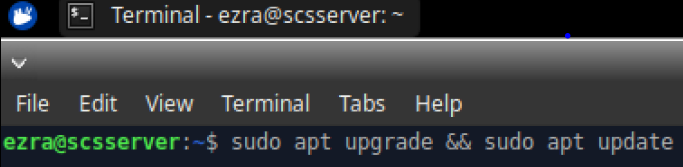 Terminal - ezra@scsserver: ~
File Edit View Terminal Tabs Help
ezra@scsserver:~$ sudo apt upgrade && sudo apt update